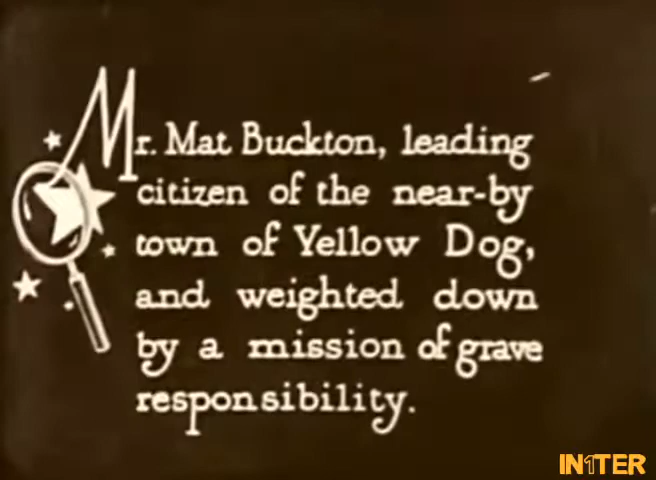 Mr. Mat Buckton, leading
citizen of the near-by
town of Yellow Dog,
and weighted down
by a mission of grave
responsibility.
IN1TER